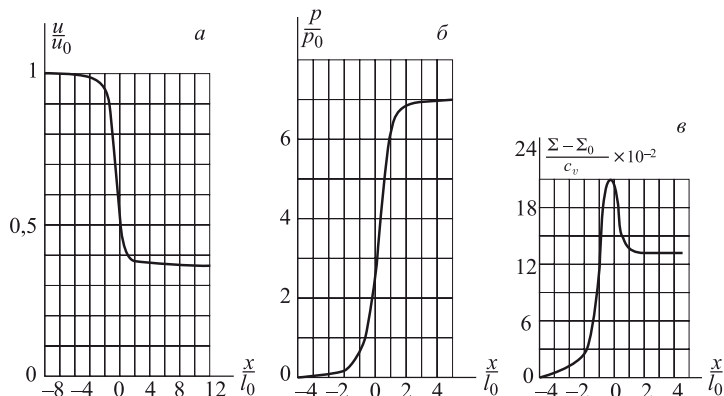 u/u₀
а
1
0,5
0
–8 –4 0 4 8 12
x/l₀
p/p₀
б
6
4
2
0
–4 –2 0 2 4
x/l₀
в
24 (Σ – Σ₀)/cᵥ × 10⁻²
18
12
6
0
–4 –2 0 2 4
x/l₀